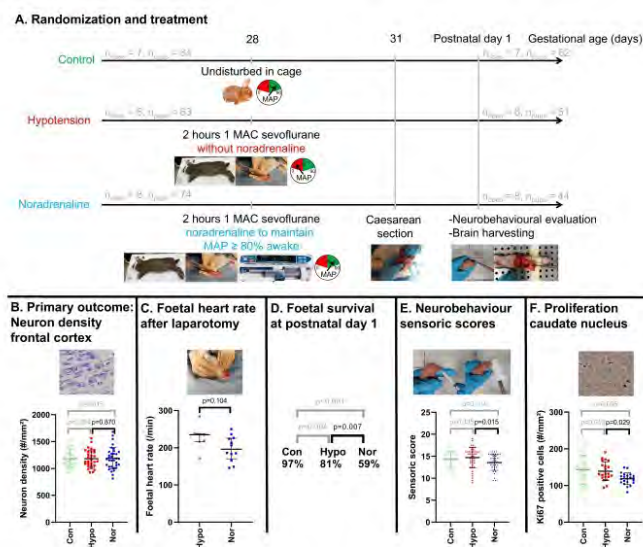 A. Randomization and treatment
28
31
Postnatal day 1
Gestational age (days)
Control
Undisturbed in cage
MAP
Hypotension
2 hours 1 MAC sevoflurane
without noradrenaline
MAP
Noradrenaline
2 hours 1 MAC sevoflurane
noradrenaline to maintain
MAP ≥ 80% awake
MAP
Caesarean
section
-Neurobehavioural evaluation
-Brain harvesting
B. Primary outcome:
Neuron density
frontal cortex
p=0.870
Neuron density (#/mm²)
2000
1500
1000
500
0
Con
Hypo
Nor
C. Foetal heart rate
after laparotomy
p=0.104
Foetal heart rate (/min)
300
200
100
0
Hypo
Nor
D. Foetal survival
at postnatal day 1
p=0.007
Con Hypo Nor
97% 81% 59%
E. Neurobehaviour
sensoric scores
p=0.015
Sensoric score
25
20
15
10
5
0
Con
Hypo
Nor
F. Proliferation
caudate nucleus
p=0.029
Ki67 positive cells (#/mm²)
300
200
100
0
Con
Hypo
Nor